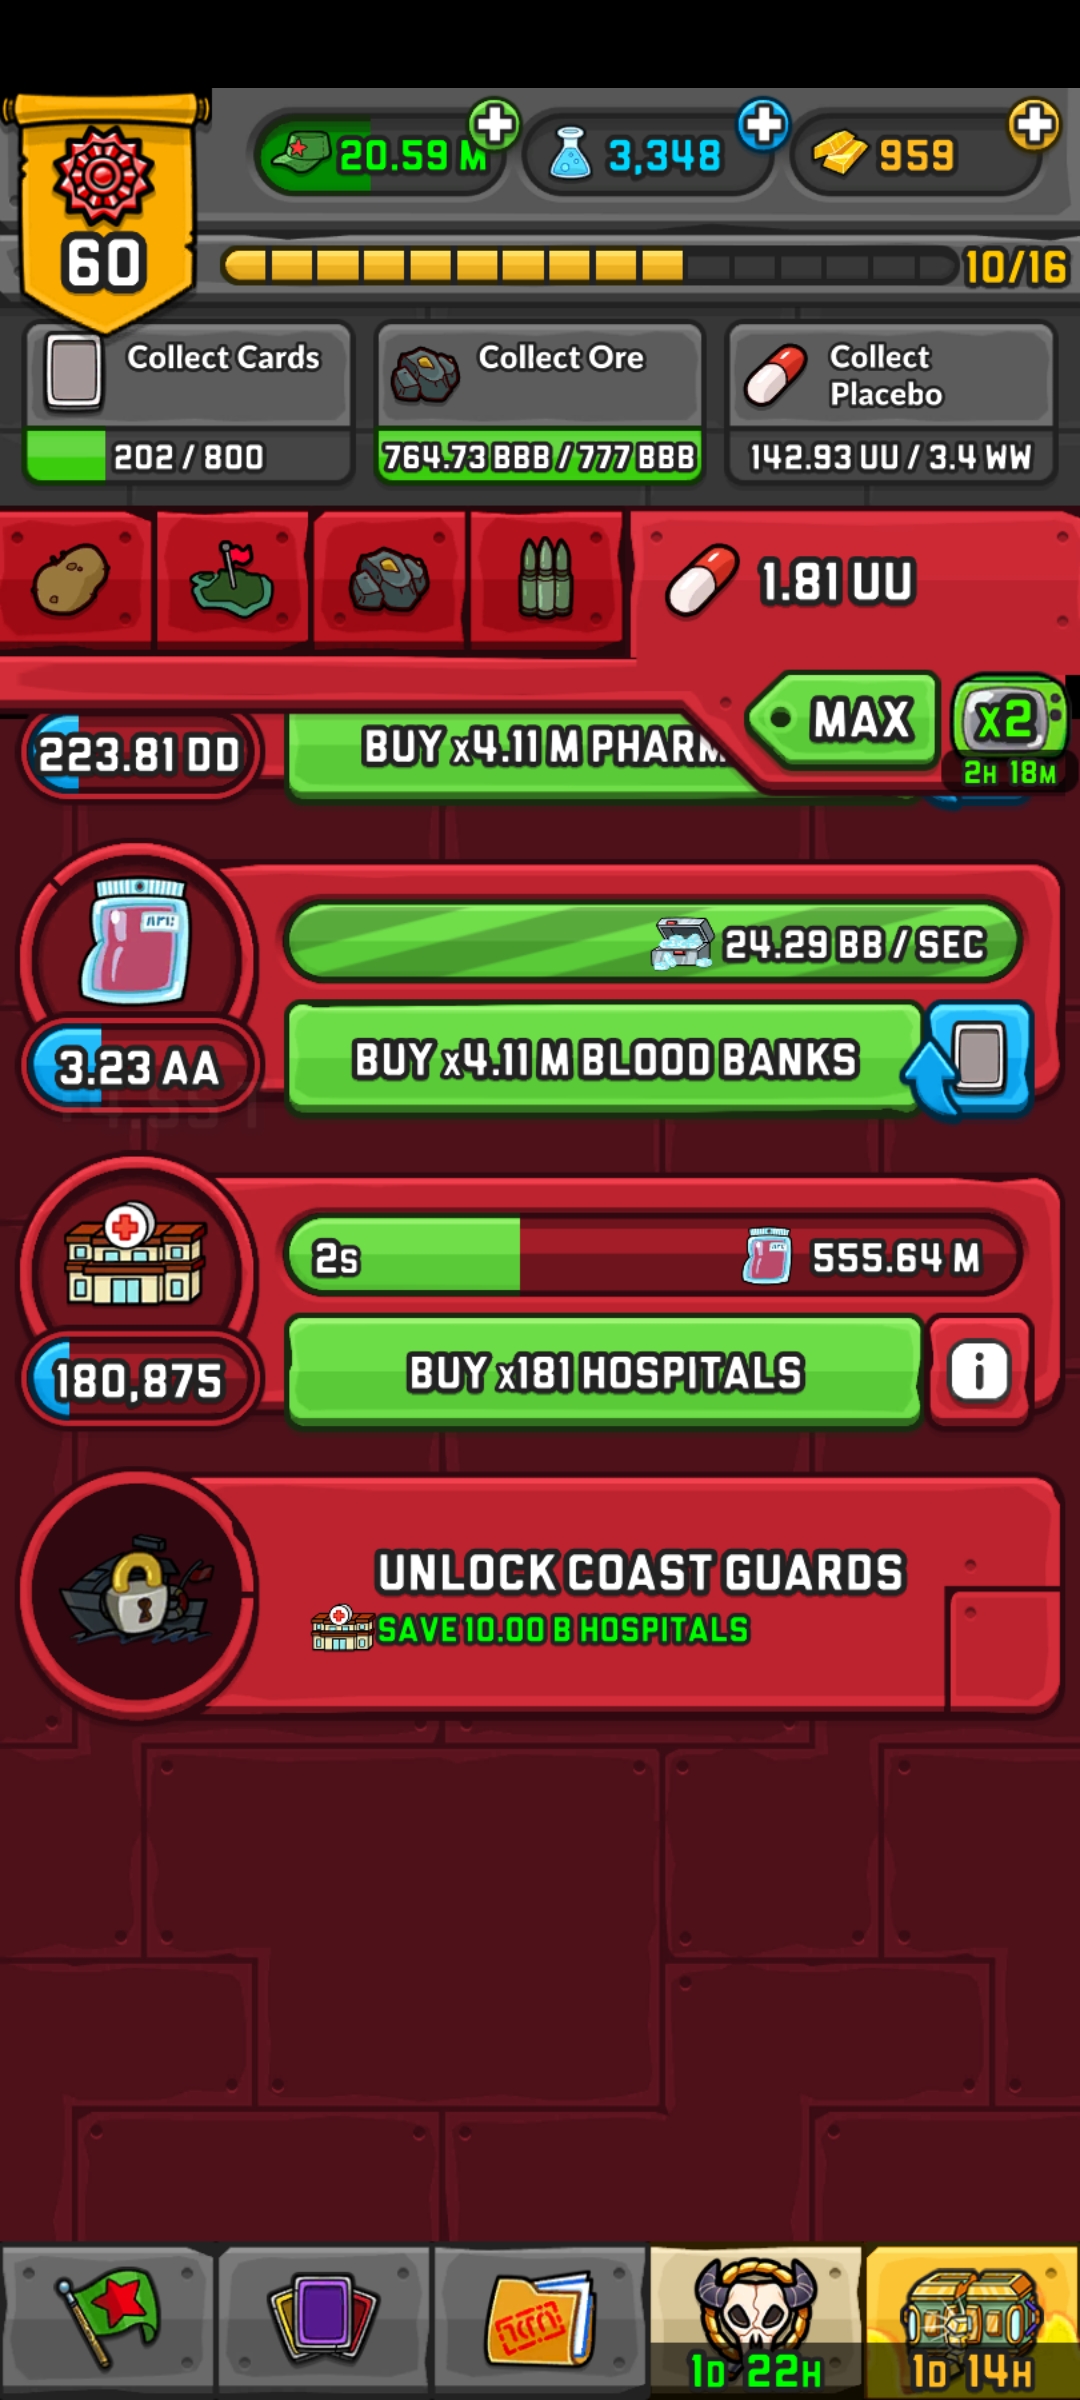 20.59 M
3,348
959
60
10/16
Collect Cards
202 / 800
Collect Ore
764.73 BBB / 777 BBB
Collect
Placebo
142.93 UU / 3.4 WW
1.81 UU
MAX
x2
2H 18M
223.81 DD
BUY x4.11 M PHARM
24.29 BB / SEC
3.23 AA
BUY x4.11 M BLOOD BANKS
2s
555.64 M
180,875
BUY x181 HOSPITALS
i
UNLOCK COAST GUARDS
SAVE 10.00 B HOSPITALS
1D 22H
1D 14H